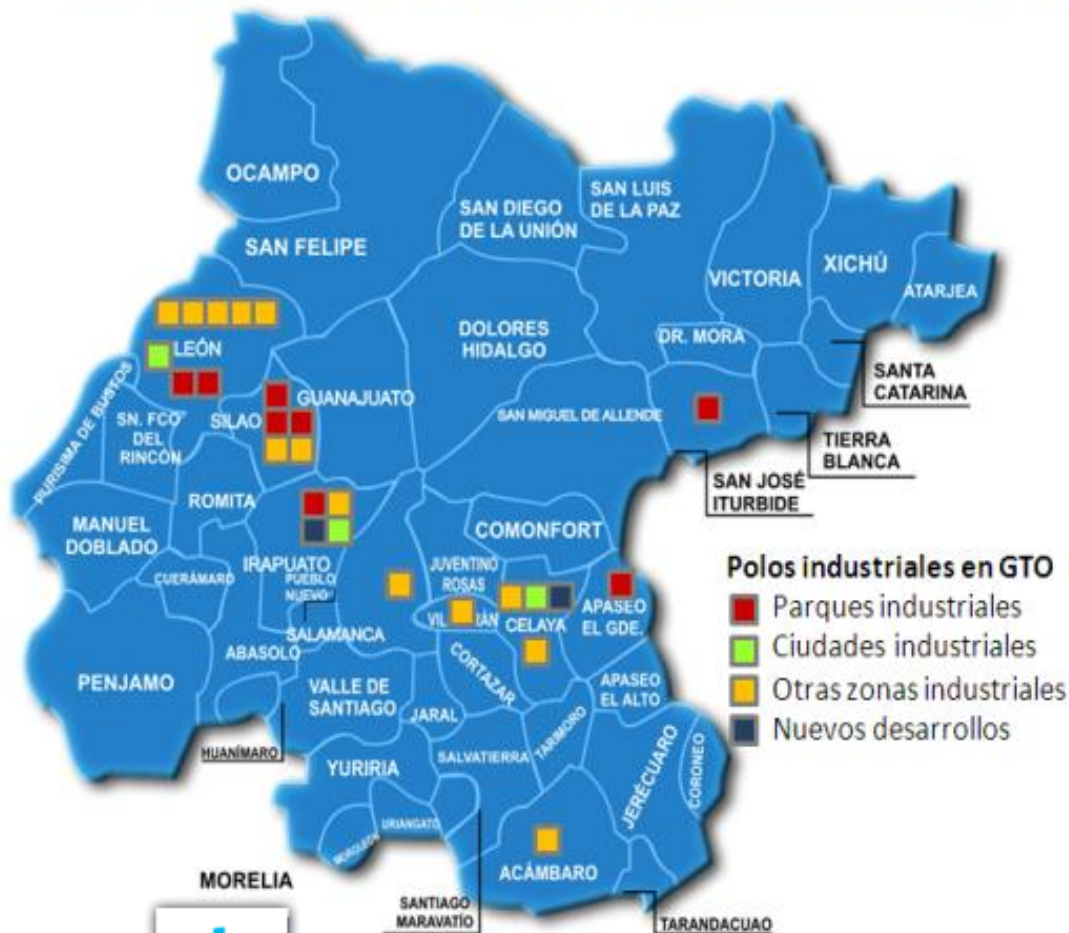 OCAMPO
SAN FELIPE
SAN DIEGO
DE LA UNIÓN
SAN LUIS
DE LA PAZ
VICTORIA
XICHÚ
ATARJEA
DOLORES
HIDALGO
DR. MORA
SANTA
CATARINA
LEÓN
GUANAJUATO
SILAO
SAN MIGUEL DE ALLENDE
TIERRA
BLANCA
SAN JOSÉ
ITURBIDE
PURISIMA DE BUSTOS
SN. FCO
DEL
RINCÓN
ROMITA
MANUEL
DOBLADO
CUERÁMARO
IRAPUATO
PUEBLO
NUEVO
COMONFORT
JUVENTINO
ROSAS
CELAYA
APASEO
EL GDE.
SALAMANCA
ABASOLO
PENJAMO
VALLE DE
SANTIAGO
CORTAZAR
JARAL
APASEO
EL ALTO
TARIMORO
HUANÍMARO
YURIRIA
SALVATIERRA
JERÉCUARO
CORONEO
URIANGATO
MOROLEÓN
ACÁMBARO
MORELIA
SANTIAGO
MARAVATÍO
TARANDACUAO
Polos industriales en GTO
Parques industriales
Ciudades industriales
Otras zonas industriales
Nuevos desarrollos